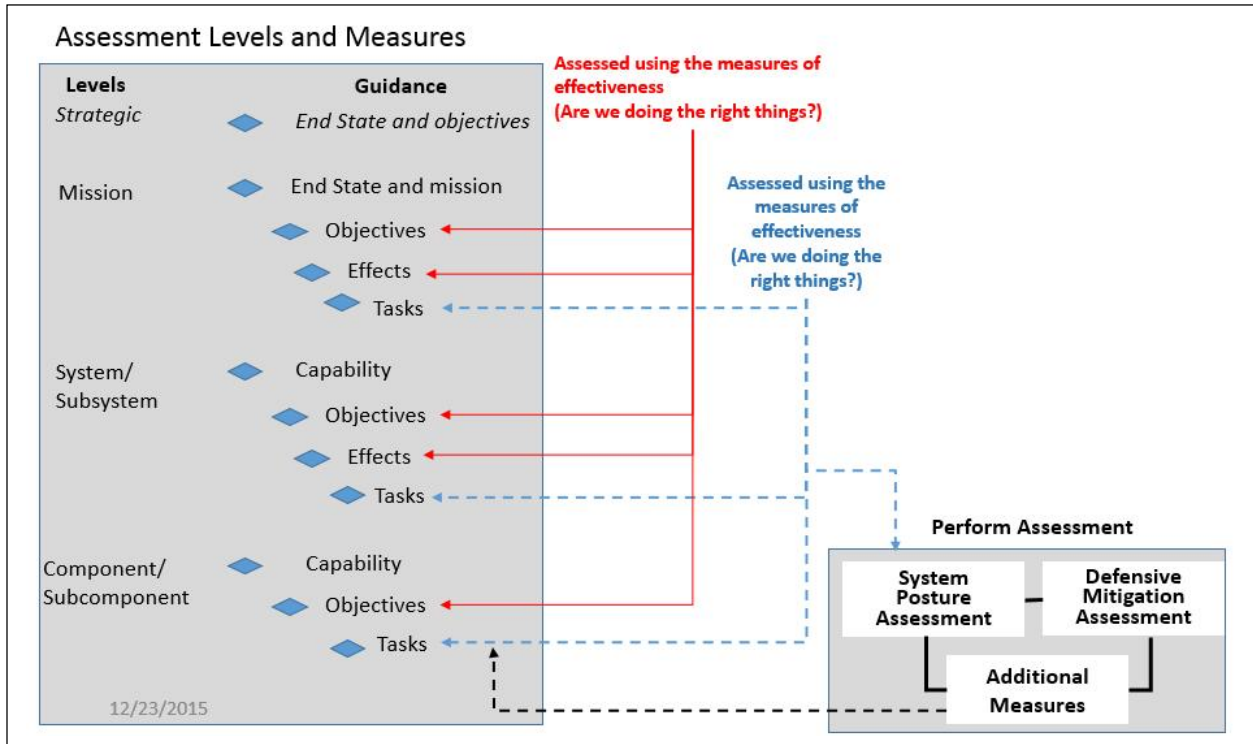 Assessment Levels and Measures
Levels
Guidance
Strategic
End State and objectives
Mission
End State and mission
Objectives
Effects
Tasks
System/
Subsystem
Capability
Objectives
Effects
Tasks
Component/
Subcomponent
Capability
Objectives
Tasks
12/23/2015
Assessed using the measures of
effectiveness
(Are we doing the right things?)
Assessed using the
measures of
effectiveness
(Are we doing the
right things?)
Perform Assessment
System
Posture
Assessment
Defensive
Mitigation
Assessment
Additional
Measures